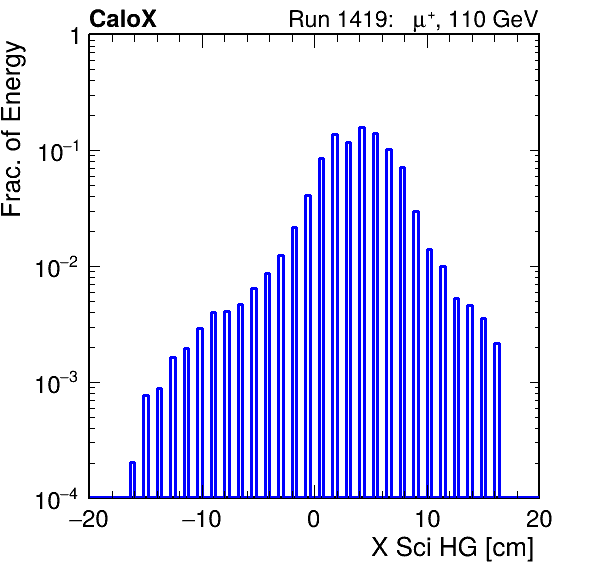 CaloX Run 1419: μ⁺, 110 GeV
Frac. of Energy
1
10⁻¹
10⁻²
10⁻³
10⁻⁴
−20 −10 0 10 20
X Sci HG [cm]